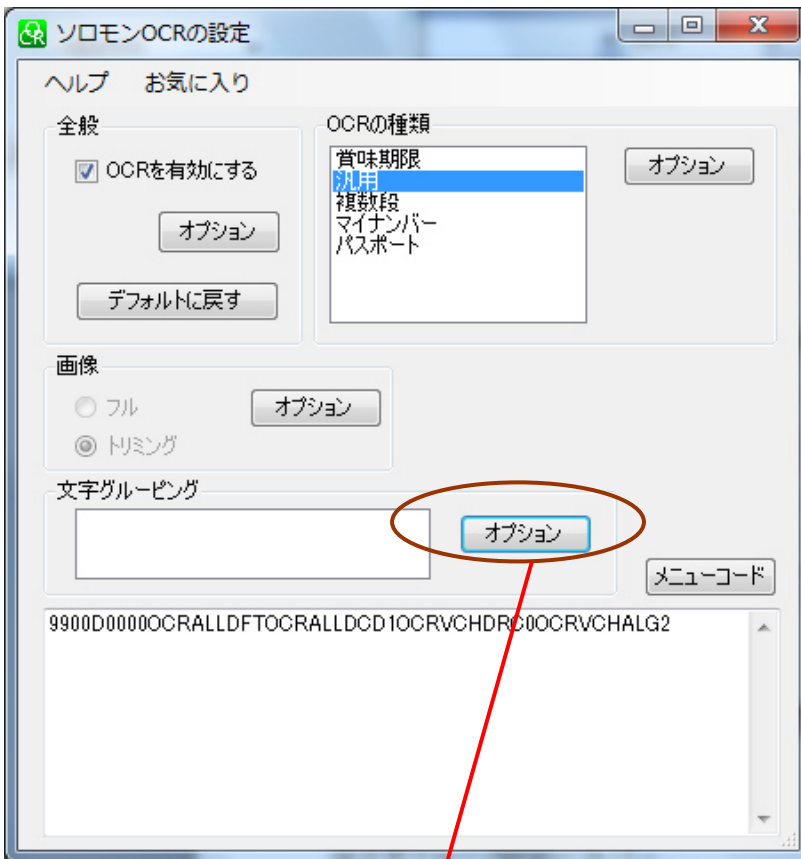 ソロモンOCRの設定
ヘルプ お気に入り
全般
OCRを有効にする
オプション
デフォルトに戻す
OCRの種類
賞味期限
汎用
複数段
マイナンバー
パスポート
オプション
画像
フル
トリミング
オプション
文字グルーピング
オプション
メニューコード
9900D0000OCRALLDFTOCRALLDCD1OCRVCHDRC0OCRVCHALG2